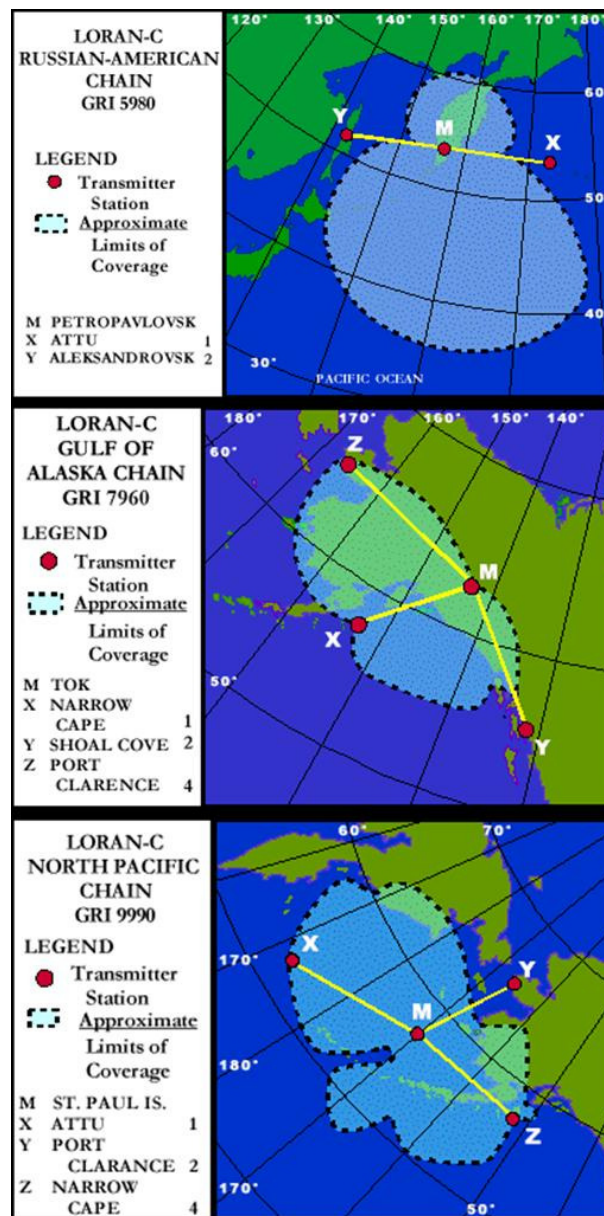 LORAN-C
RUSSIAN-AMERICAN
CHAIN
GRI 5980
LEGEND
Transmitter
Station
Approximate
Limits of
Coverage
M PETROPAVLOVSK
X ATTU 1
Y ALEKSANDROVSK 2
120° 130° 140° 150° 160° 170° 180°
60°
Y
M
X
50°
40°
30°
PACIFIC OCEAN
LORAN-C
GULF OF
ALASKA CHAIN
GRI 7960
LEGEND
Transmitter
Station
Approximate
Limits of
Coverage
M TOK
X NARROW
CAPE 1
Y SHOAL COVE 2
Z PORT
CLARENCE 4
180° 170° 160° 150° 140°
60°
Z
M
X
50°
Y
LORAN-C
NORTH PACIFIC
CHAIN
GRI 9990
LEGEND
Transmitter
Station
Approximate
Limits of
Coverage
M ST. PAUL IS.
X ATTU 1
Y PORT
CLARANCE 2
Z NARROW
CAPE 4
60° 70°
X
170°
Y
M
180°
Z
170° 50°